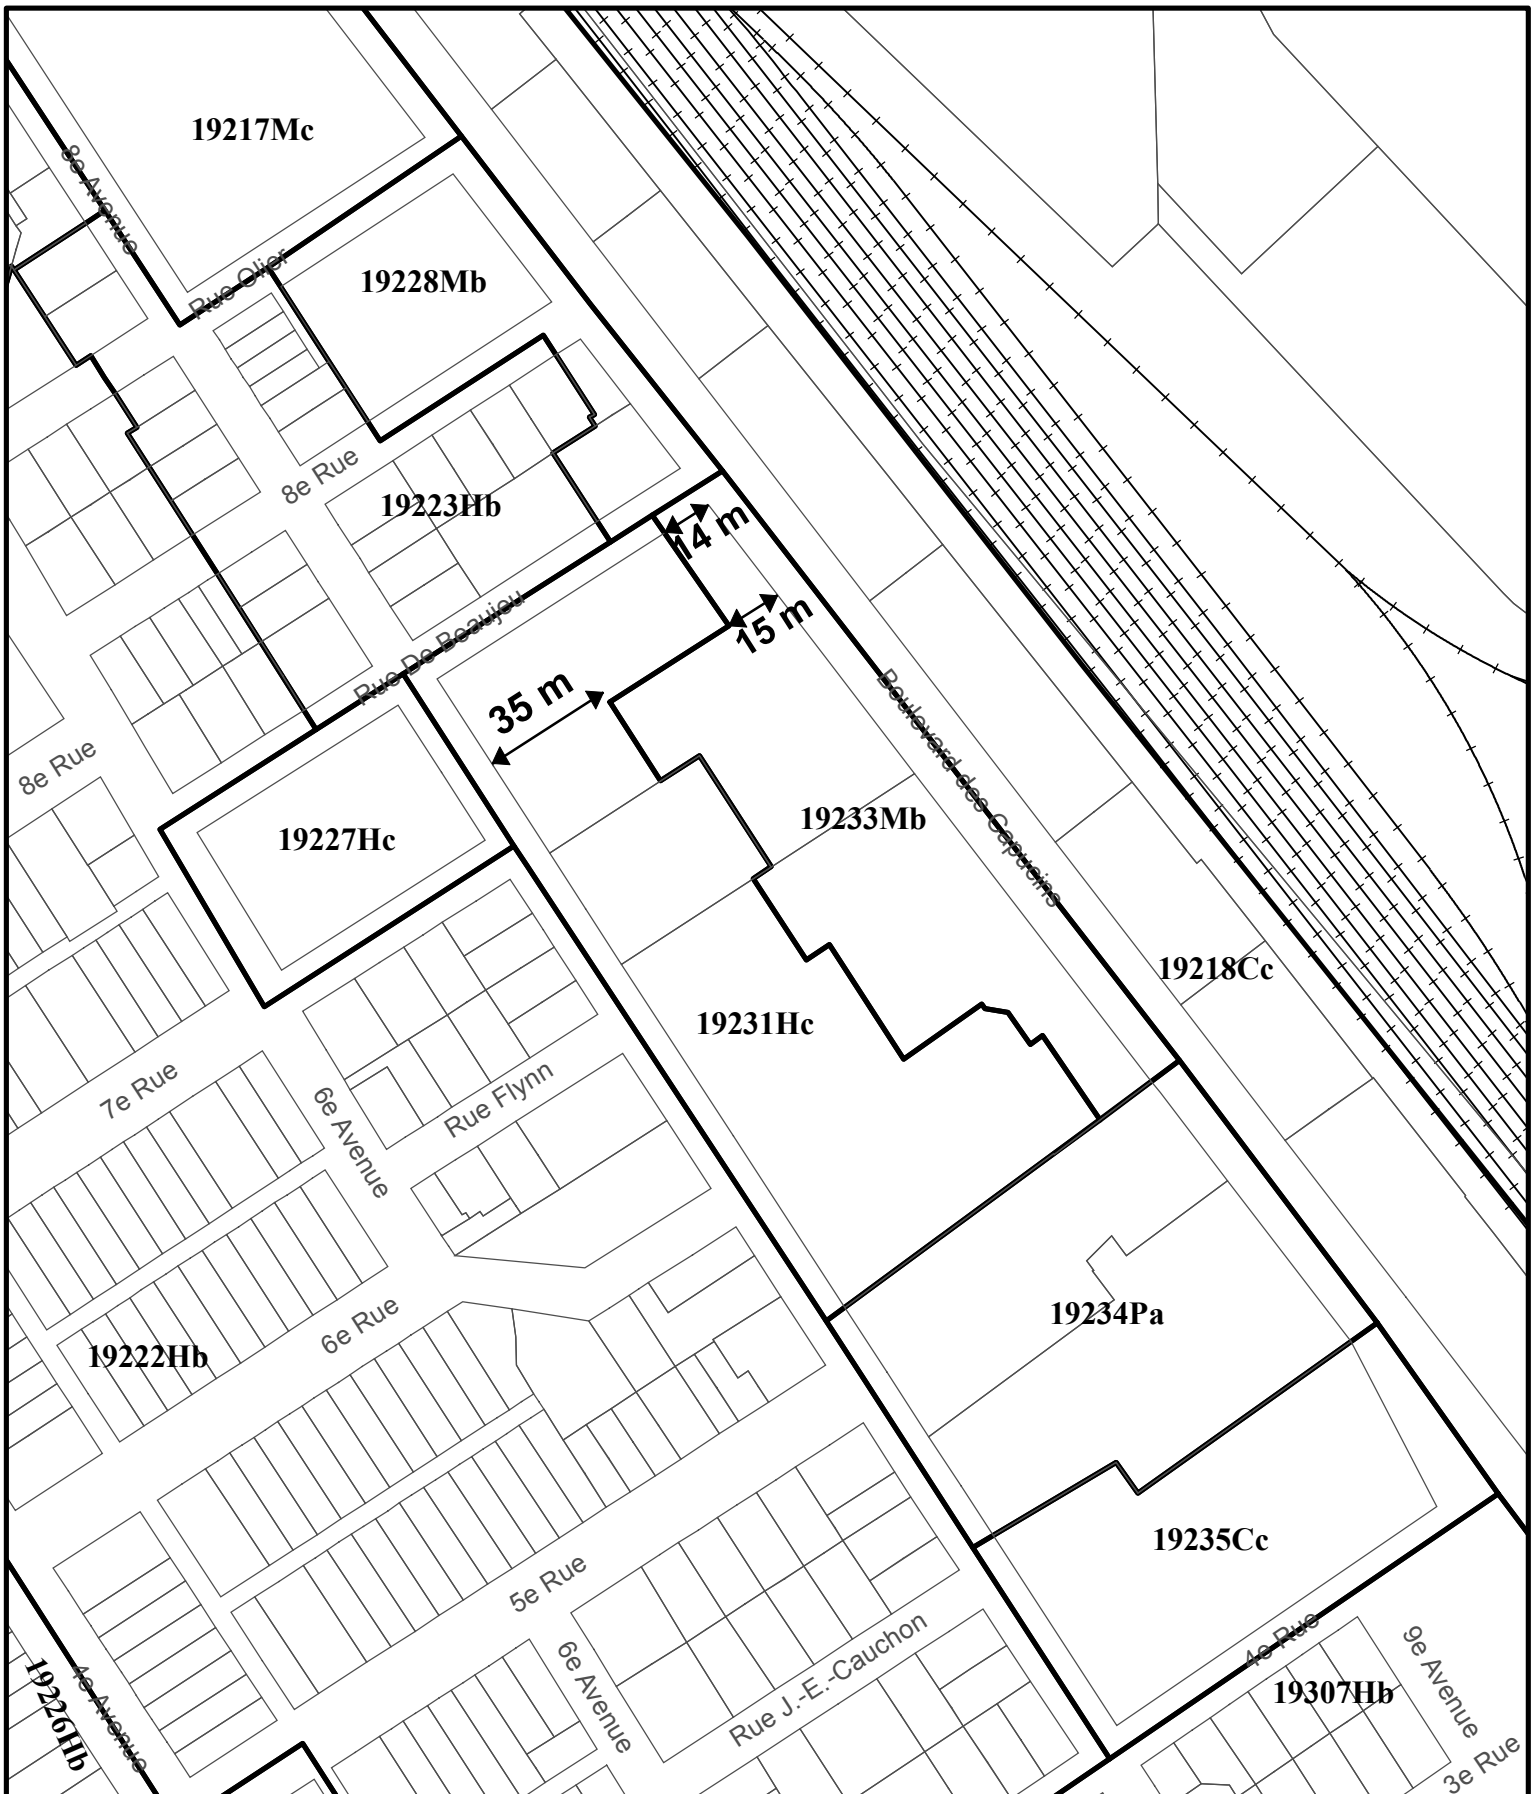 19217Mc
8e Avenue
Rue Olier
19228Mb
8e Rue
19223Hb
14 m
15 m
Rue De Beaujeu
35 m
Boulevard des Capucins
8e Rue
19227Hc
19233Mb
19218Cc
19231Hc
7e Rue
6e Avenue
Rue Flynn
6e Rue
19222Hb
19234Pa
19235Cc
5e Rue
6e Avenue
Rue J.-E.-Cauchon
4e Rue
9e Avenue
19307Hb
3e Rue
19226Hb
4e Avenue